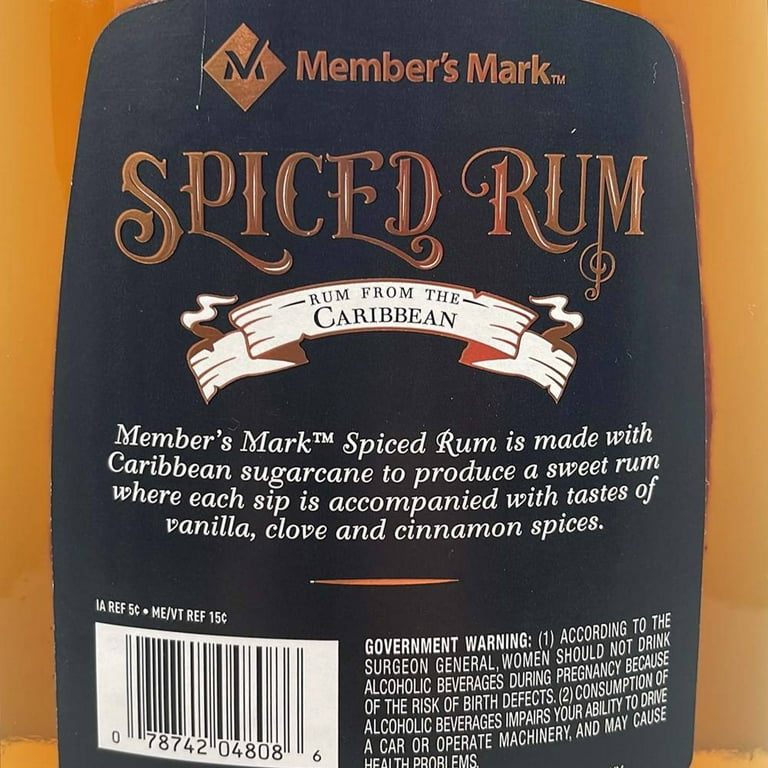 Member's Mark™
SPICED RUM
RUM FROM THE
CARIBBEAN
Member's Mark™ Spiced Rum is made with
Caribbean sugarcane to produce a sweet rum
where each sip is accompanied with tastes of
vanilla, clove and cinnamon spices.
IA REF 5¢ • ME/VT REF 15¢
0 78742 04808 6
GOVERNMENT WARNING: (1) ACCORDING TO THE
SURGEON GENERAL, WOMEN SHOULD NOT DRINK
ALCOHOLIC BEVERAGES DURING PREGNANCY BECAUSE
OF THE RISK OF BIRTH DEFECTS. (2) CONSUMPTION OF
ALCOHOLIC BEVERAGES IMPAIRS YOUR ABILITY TO DRIVE
A CAR OR OPERATE MACHINERY, AND MAY CAUSE
HEALTH PROBLEMS.